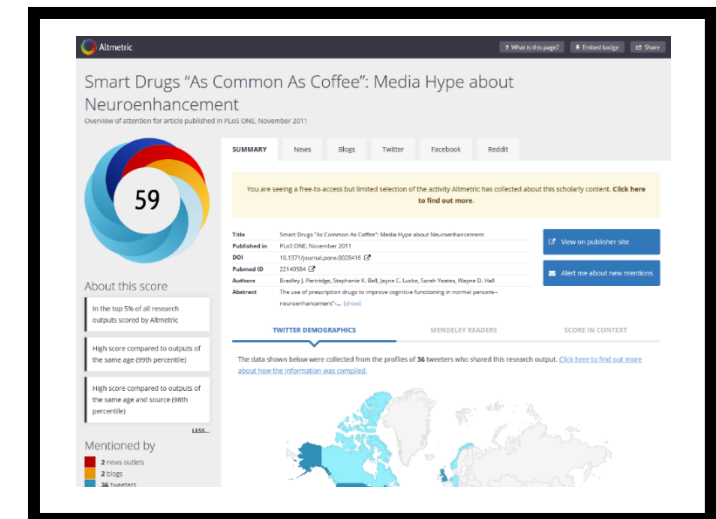 Altmetric
? What is this page?
Embed badge
Share
Smart Drugs “As Common As Coffee”: Media Hype about
Neuroenhancement
Overview of attention for article published in PLoS ONE, November 2011
SUMMARY
News
Blogs
Twitter
Facebook
Reddit
59
You are seeing a free-to-access but limited selection of the activity Altmetric has collected about this scholarly content. Click here
to find out more.
Title Smart Drugs “As Common As Coffee”: Media Hype about Neuroenhancement
Published in PLoS ONE, November 2011
DOI 10.1371/journal.pone.0028416
Pubmed ID 22140584
Authors Bradley J. Partridge, Stephanie K. Bell, Jayne C. Lucke, Sarah Yeates, Wayne D. Hall
Abstract The use of prescription drugs to improve cognitive functioning in normal persons--
neuroenhancement"-... [show]
View on publisher site
Alert me about new mentions
About this score
In the top 5% of all research
outputs scored by Altmetric
High score compared to outputs of
the same age (99th percentile)
High score compared to outputs of
the same age and source (98th
percentile)
LESS...
Mentioned by
2 news outlets
2 blogs
36 tweeters
TWITTER DEMOGRAPHICS
MENDELEY READERS
SCORE IN CONTEXT
The data shown below were collected from the profiles of 36 tweeters who shared this research output. Click here to find out more
about how the information was compiled.